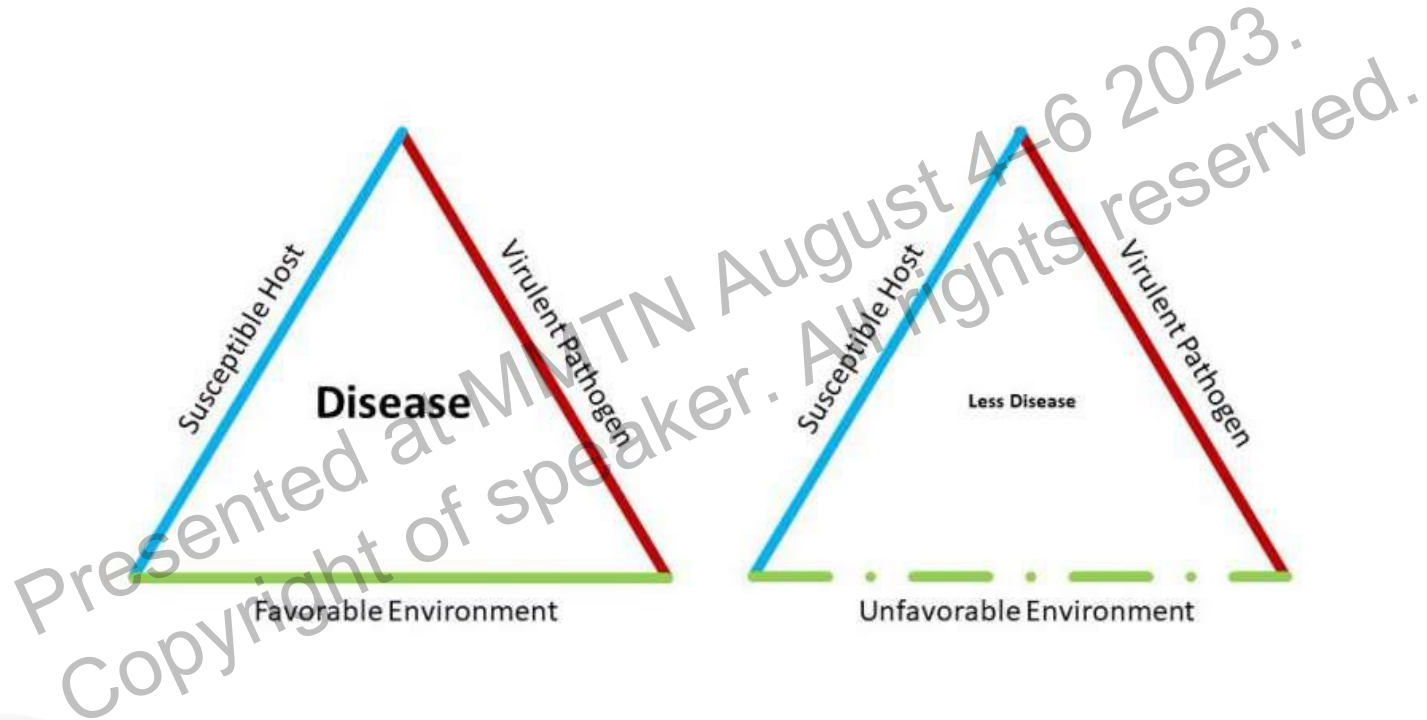 Susceptible Host
Virulent Pathogen
Disease
Favorable Environment
Susceptible Host
Virulent Pathogen
Less Disease
Unfavorable Environment
Presented at MMTN August 4-6 2023.
Copyright of speaker. All rights reserved.